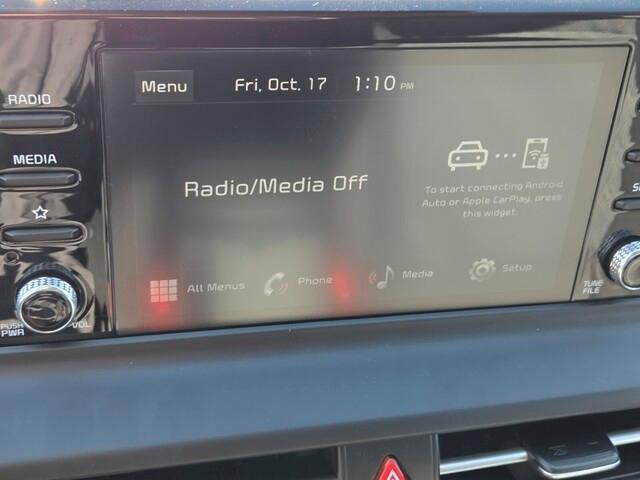 Menu Fri, Oct. 17 1:10 PM
RADIO
MEDIA
Radio/Media Off
To start connecting Android
Auto or Apple CarPlay, press
this widget.
All Menus Phone Media Setup
PUSH
PWR VOL
TUNE
FILE